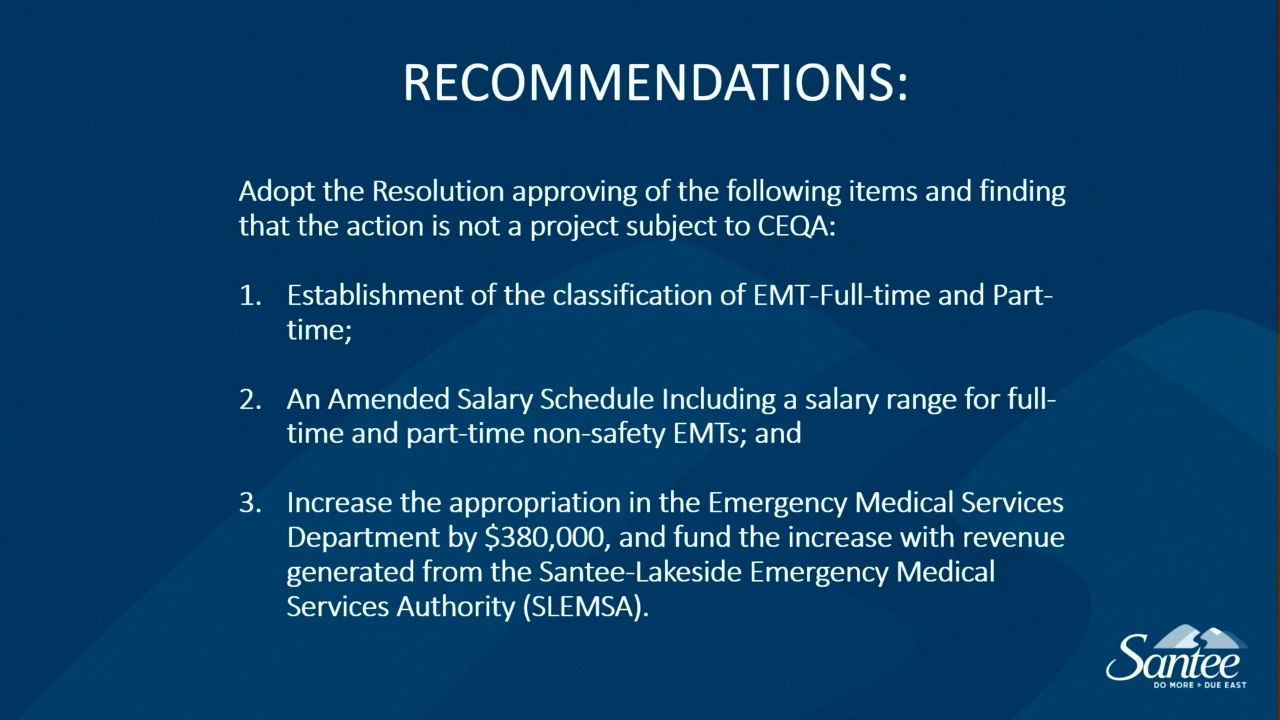 RECOMMENDATIONS:
Adopt the Resolution approving of the following items and finding
that the action is not a project subject to CEQA:
1. Establishment of the classification of EMT-Full-time and Part-
time;
2. An Amended Salary Schedule Including a salary range for full-
time and part-time non-safety EMTs; and
3. Increase the appropriation in the Emergency Medical Services
Department by $380,000, and fund the increase with revenue
generated from the Santee-Lakeside Emergency Medical
Services Authority (SLEMSA).
Santee
DO MORE ▸ DUE EAST